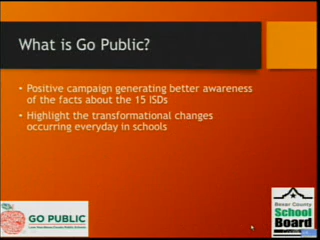 What is Go Public?
• Positive campaign generating better awareness
of the facts about the 15 ISDs
• Highlight the transformational changes
occurring everyday in schools
GO PUBLIC
Bexar County
School
Board